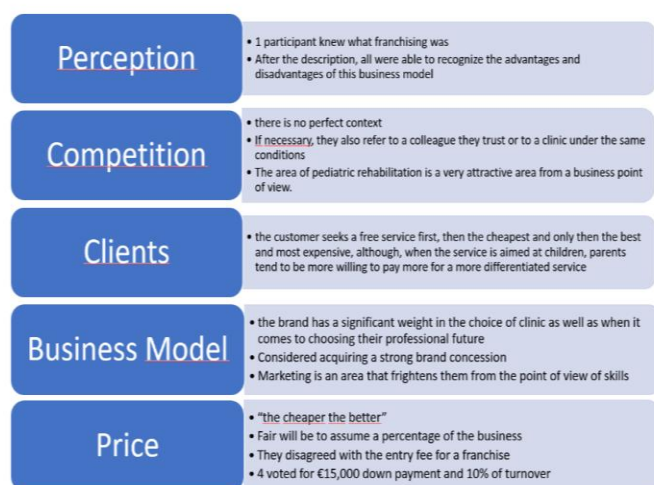 Perception
• 1 participant knew what franchising was
• After the description, all were able to recognize the advantages and
disadvantages of this business model
Competition
• there is no perfect context
• If necessary, they also refer to a colleague they trust or to a clinic under the same
conditions
• The area of pediatric rehabilitation is a very attractive area from a business point
of view.
Clients
• the customer seeks a free service first, then the cheapest and only then the best
and most expensive, although, when the service is aimed at children, parents
tend to be more willing to pay more for a more differentiated service
Business Model
• the brand has a significant weight in the choice of clinic as well as when it
comes to choosing their professional future
• Considered acquiring a strong brand concession
• Marketing is an area that frightens them from the point of view of skills
Price
• “the cheaper the better”
• Fair will be to assume a percentage of the business
• They disagreed with the entry fee for a franchise
• 4 voted for €15,000 down payment and 10% of turnover